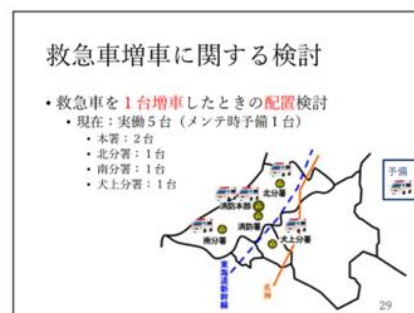 救急車増車に関する検討
• 救急車を１台増車したときの配置検討
• 現在：実働５台（メンテ時予備１台）
• 本署：２台
• 北分署：１台
• 南分署：１台
• 犬上分署：１台
予備
北分署
消防本部
消防署
南分署
犬上分署
東海道新幹線
名神
29